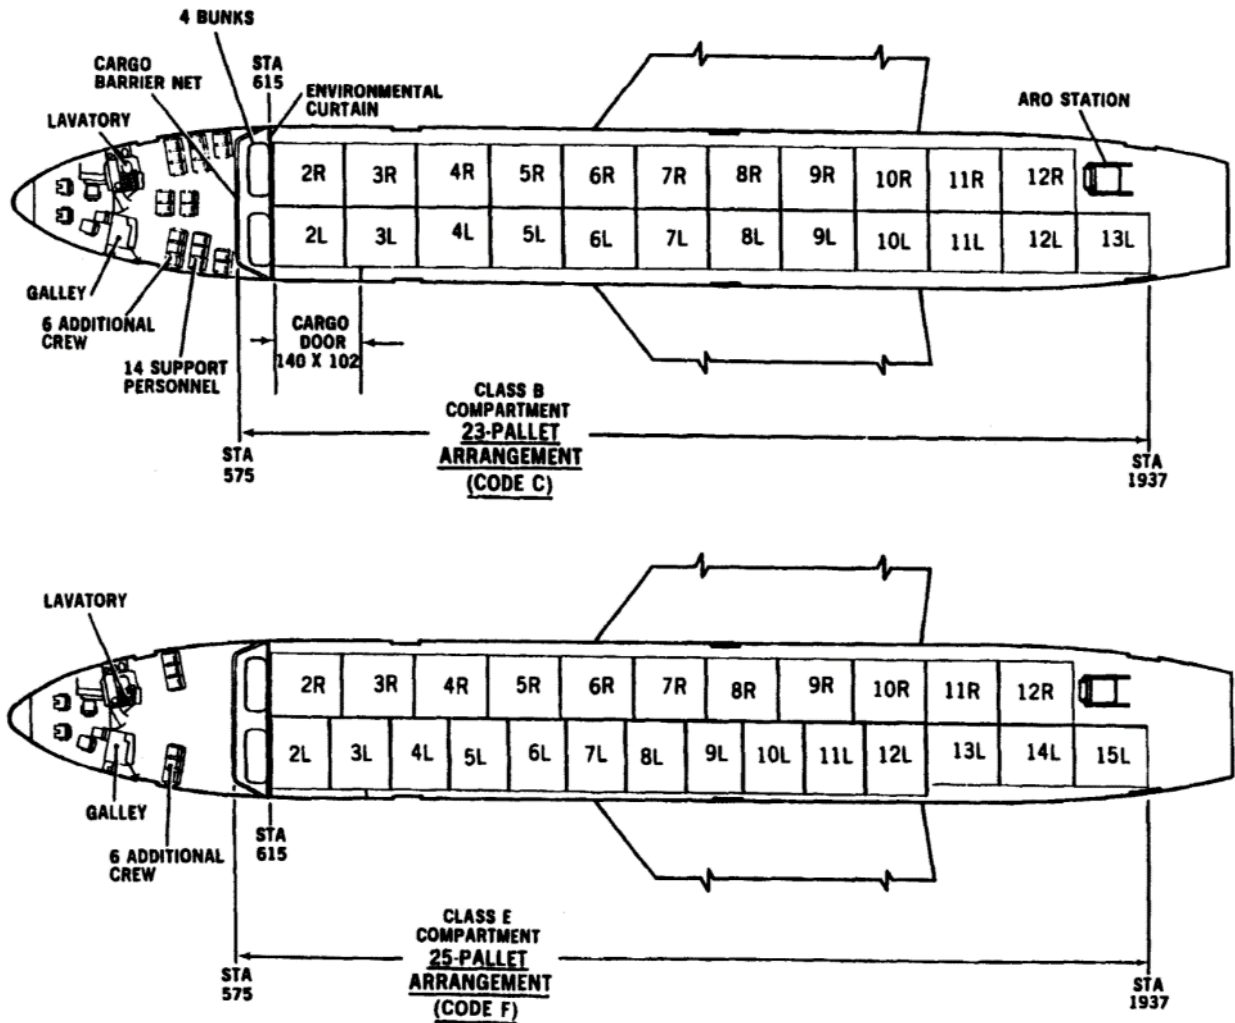 4 BUNKS
CARGO
BARRIER NET
STA
615
ENVIRONMENTAL
CURTAIN
LAVATORY
ARO STATION
2R 3R 4R 5R 6R 7R 8R 9R 10R 11R 12R
2L 3L 4L 5L 6L 7L 8L 9L 10L 11L 12L 13L
GALLEY
6 ADDITIONAL
CREW
14 SUPPORT
PERSONNEL
CARGO
DOOR
140 X 102
CLASS B
COMPARTMENT
23-PALLET
ARRANGEMENT
(CODE C)
STA
575
STA
1937
LAVATORY
2R 3R 4R 5R 6R 7R 8R 9R 10R 11R 12R
2L 3L 4L 5L 6L 7L 8L 9L 10L 11L 12L 13L 14L 15L
GALLEY
6 ADDITIONAL
CREW
STA
615
CLASS E
COMPARTMENT
25-PALLET
ARRANGEMENT
(CODE F)
STA
575
STA
1937